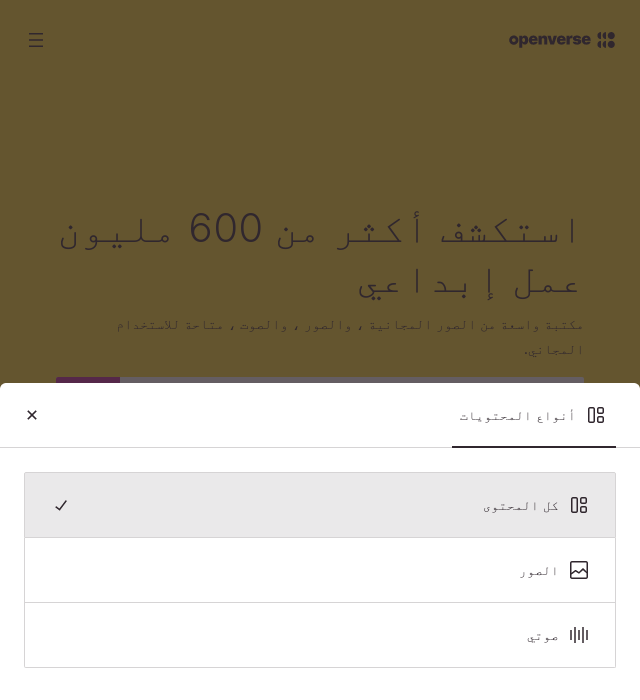 openverse
استكشف أكثر من 600 مليون
عمل إبداعي
مكتبة واسعة من الصور المجانية ، والصور ، والصوت ، متاحة للاستخدام
المجاني.
أنواع المحتويات
كل المحتوى
الصور
صوتي